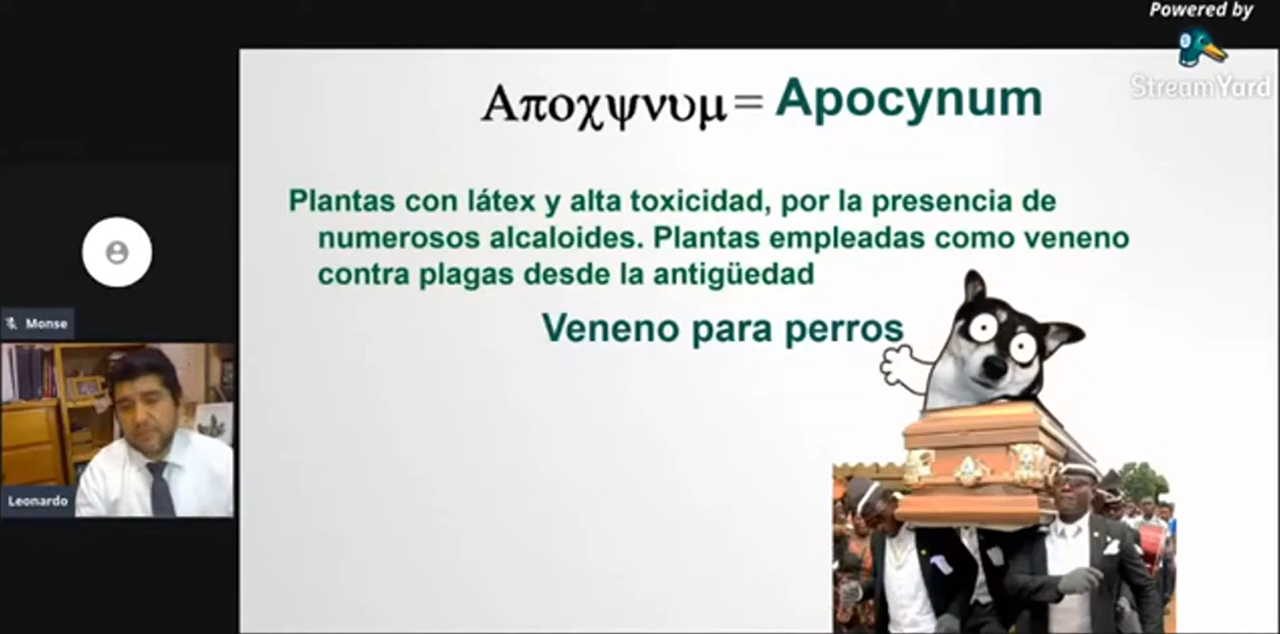 Powered by
StreamYard
Αποχψνυμ = Apocynum
Plantas con látex y alta toxicidad, por la presencia de
numerosos alcaloides. Plantas empleadas como veneno
contra plagas desde la antigüedad
Veneno para perros
Monse
Leonardo